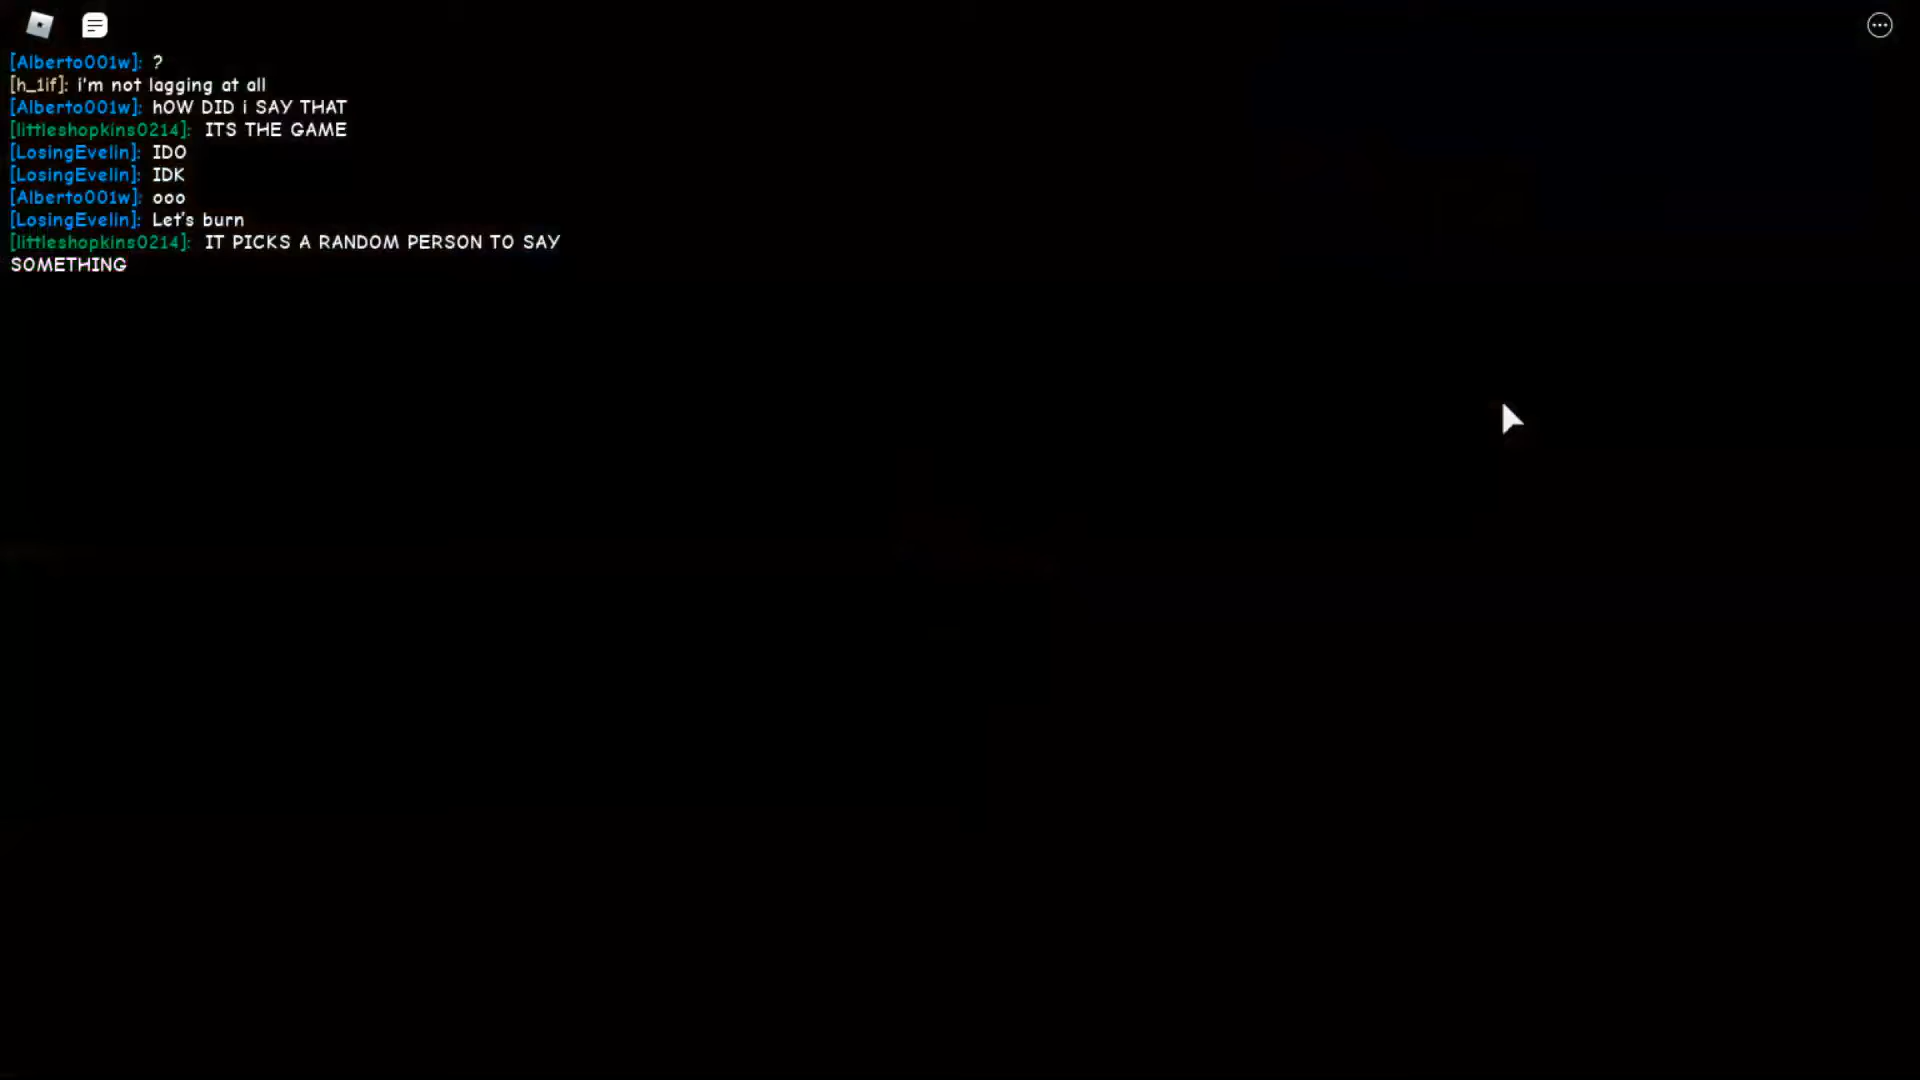 [Alberto001w]: ?
[h_1if]: i'm not lagging at all
[Alberto001w]: hOW DID i SAY THAT
[littleshopkins0214]: ITS THE GAME
[LosingEvelin]: IDO
[LosingEvelin]: IDK
[Alberto001w]: ooo
[LosingEvelin]: Let's burn
[littleshopkins0214]: IT PICKS A RANDOM PERSON TO SAY
SOMETHING